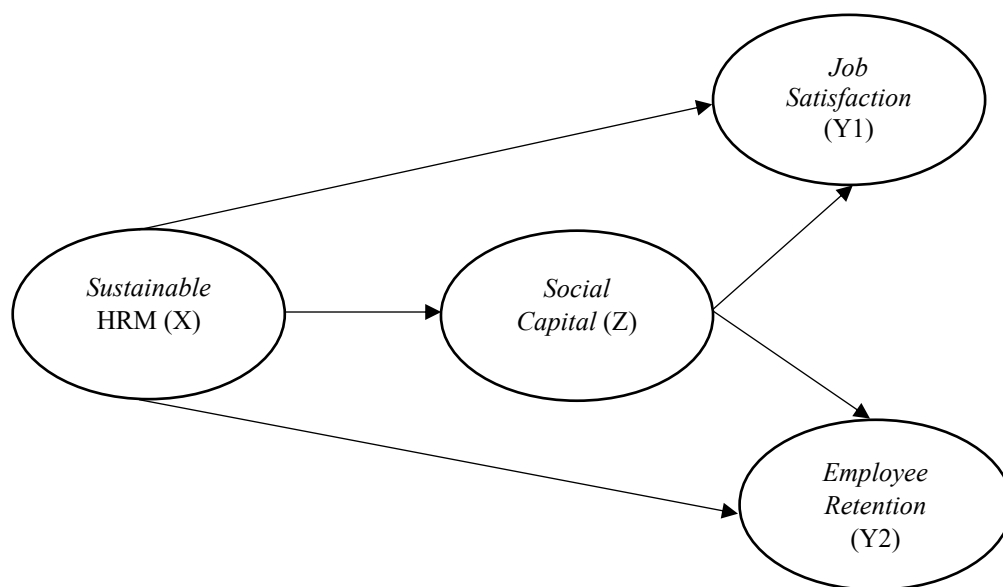 Job
Satisfaction
(Y1)
Sustainable
HRM (X)
Social
Capital (Z)
Employee
Retention
(Y2)